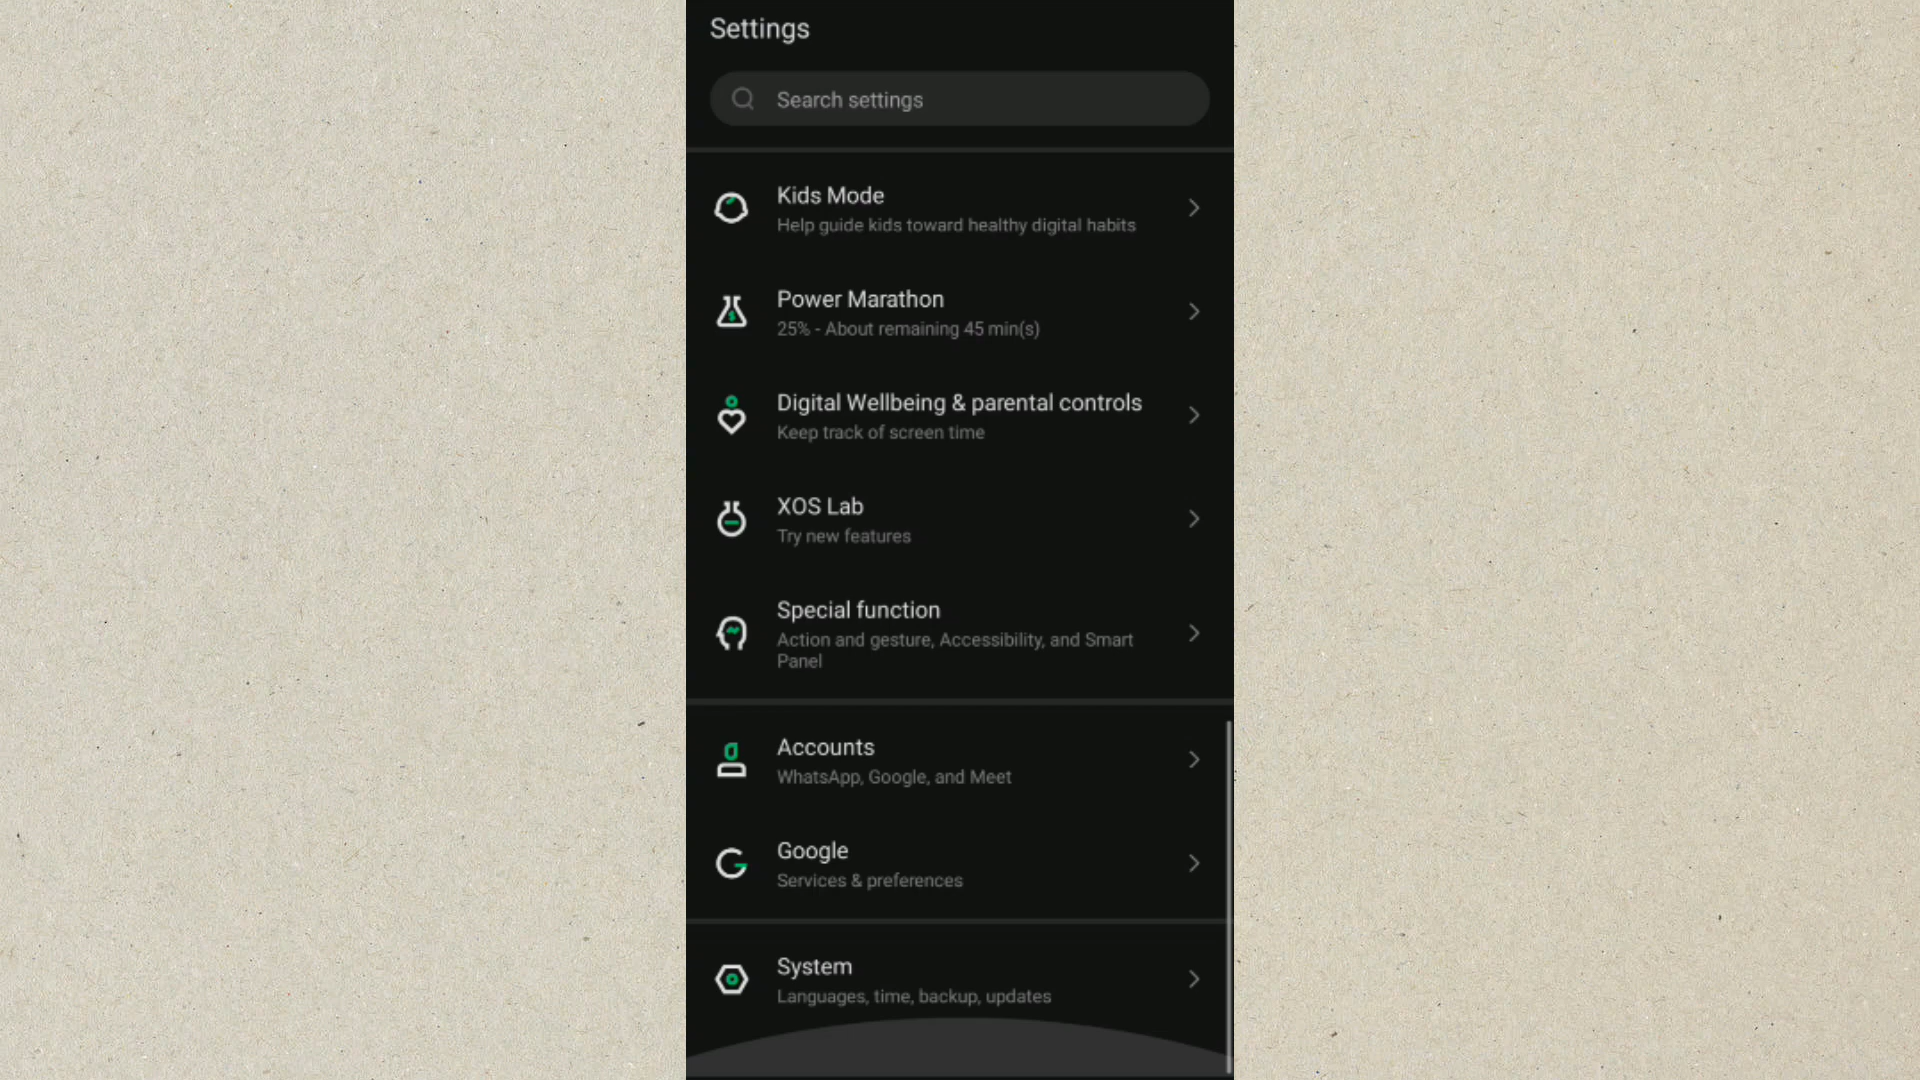 Settings
Search settings
Kids Mode
Help guide kids toward healthy digital habits
Power Marathon
25% - About remaining 45 min(s)
Digital Wellbeing & parental controls
Keep track of screen time
XOS Lab
Try new features
Special function
Action and gesture, Accessibility, and Smart
Panel
Accounts
WhatsApp, Google, and Meet
Google
Services & preferences
System
Languages, time, backup, updates